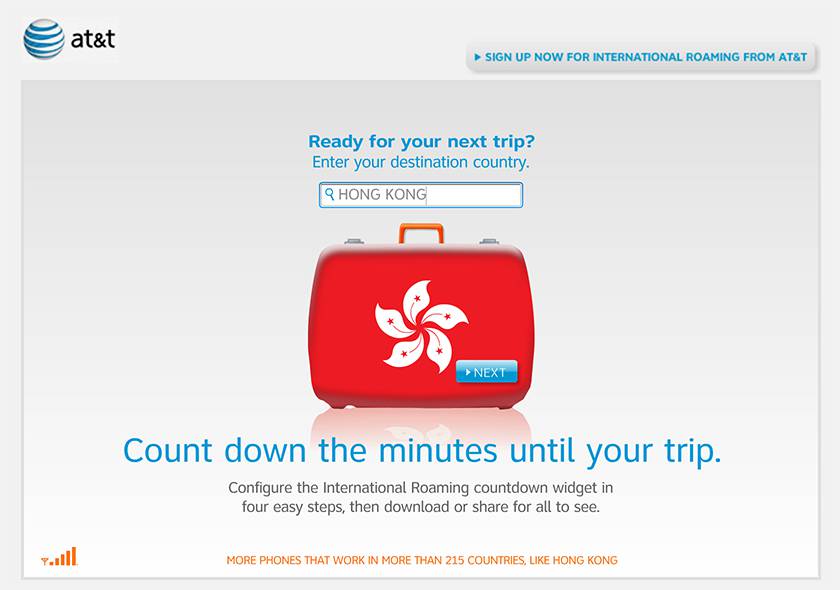 at&t
SIGN UP NOW FOR INTERNATIONAL ROAMING FROM AT&T
Ready for your next trip?
Enter your destination country.
HONG KONG
NEXT
Count down the minutes until your trip.
Configure the International Roaming countdown widget in
four easy steps, then download or share for all to see.
MORE PHONES THAT WORK IN MORE THAN 215 COUNTRIES, LIKE HONG KONG